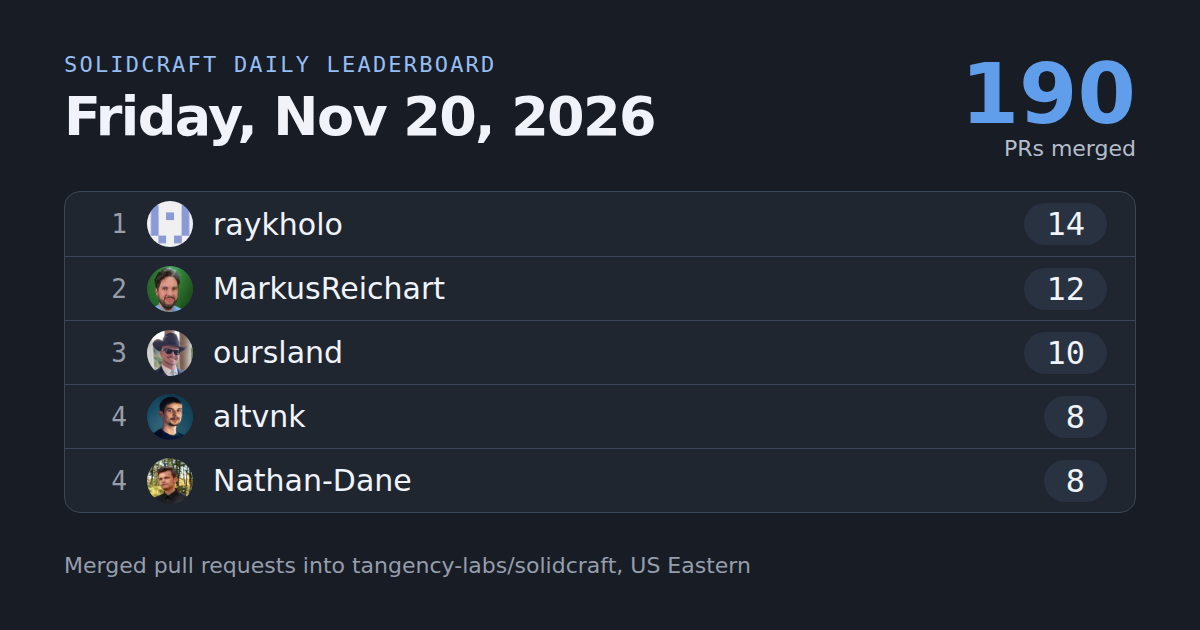 SOLIDCRAFT DAILY LEADERBOARD
Friday, Nov 20, 2026
190
PRs merged
1 raykholo 14
2 MarkusReichart 12
3 oursland 10
4 altvnk 8
4 Nathan-Dane 8
Merged pull requests into tangency-labs/solidcraft, US Eastern